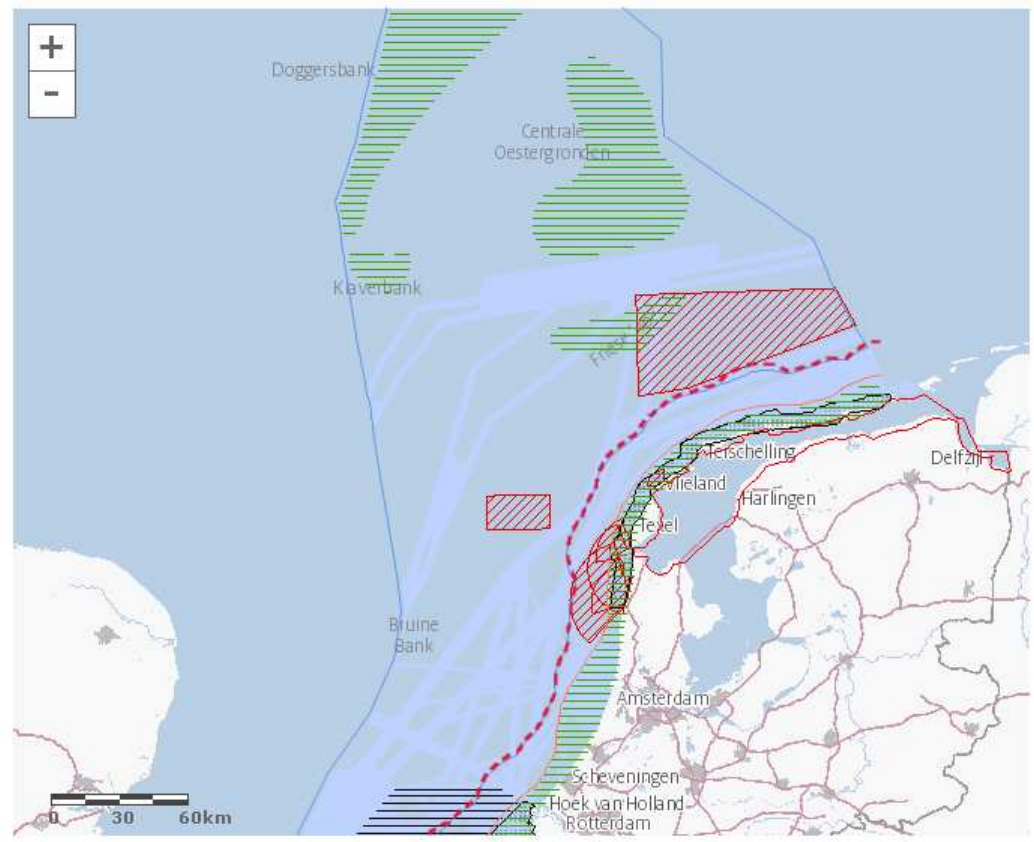 +
-
Doggersbank
Centrale
Oestergronden
Klaverbank
Friese
Terschelling
Delfzijl
Vlieland
Harlingen
Texel
Bruine
Bank
Amsterdam
Scheveningen
Hoek van Holland
Rotterdam
0 30 60km